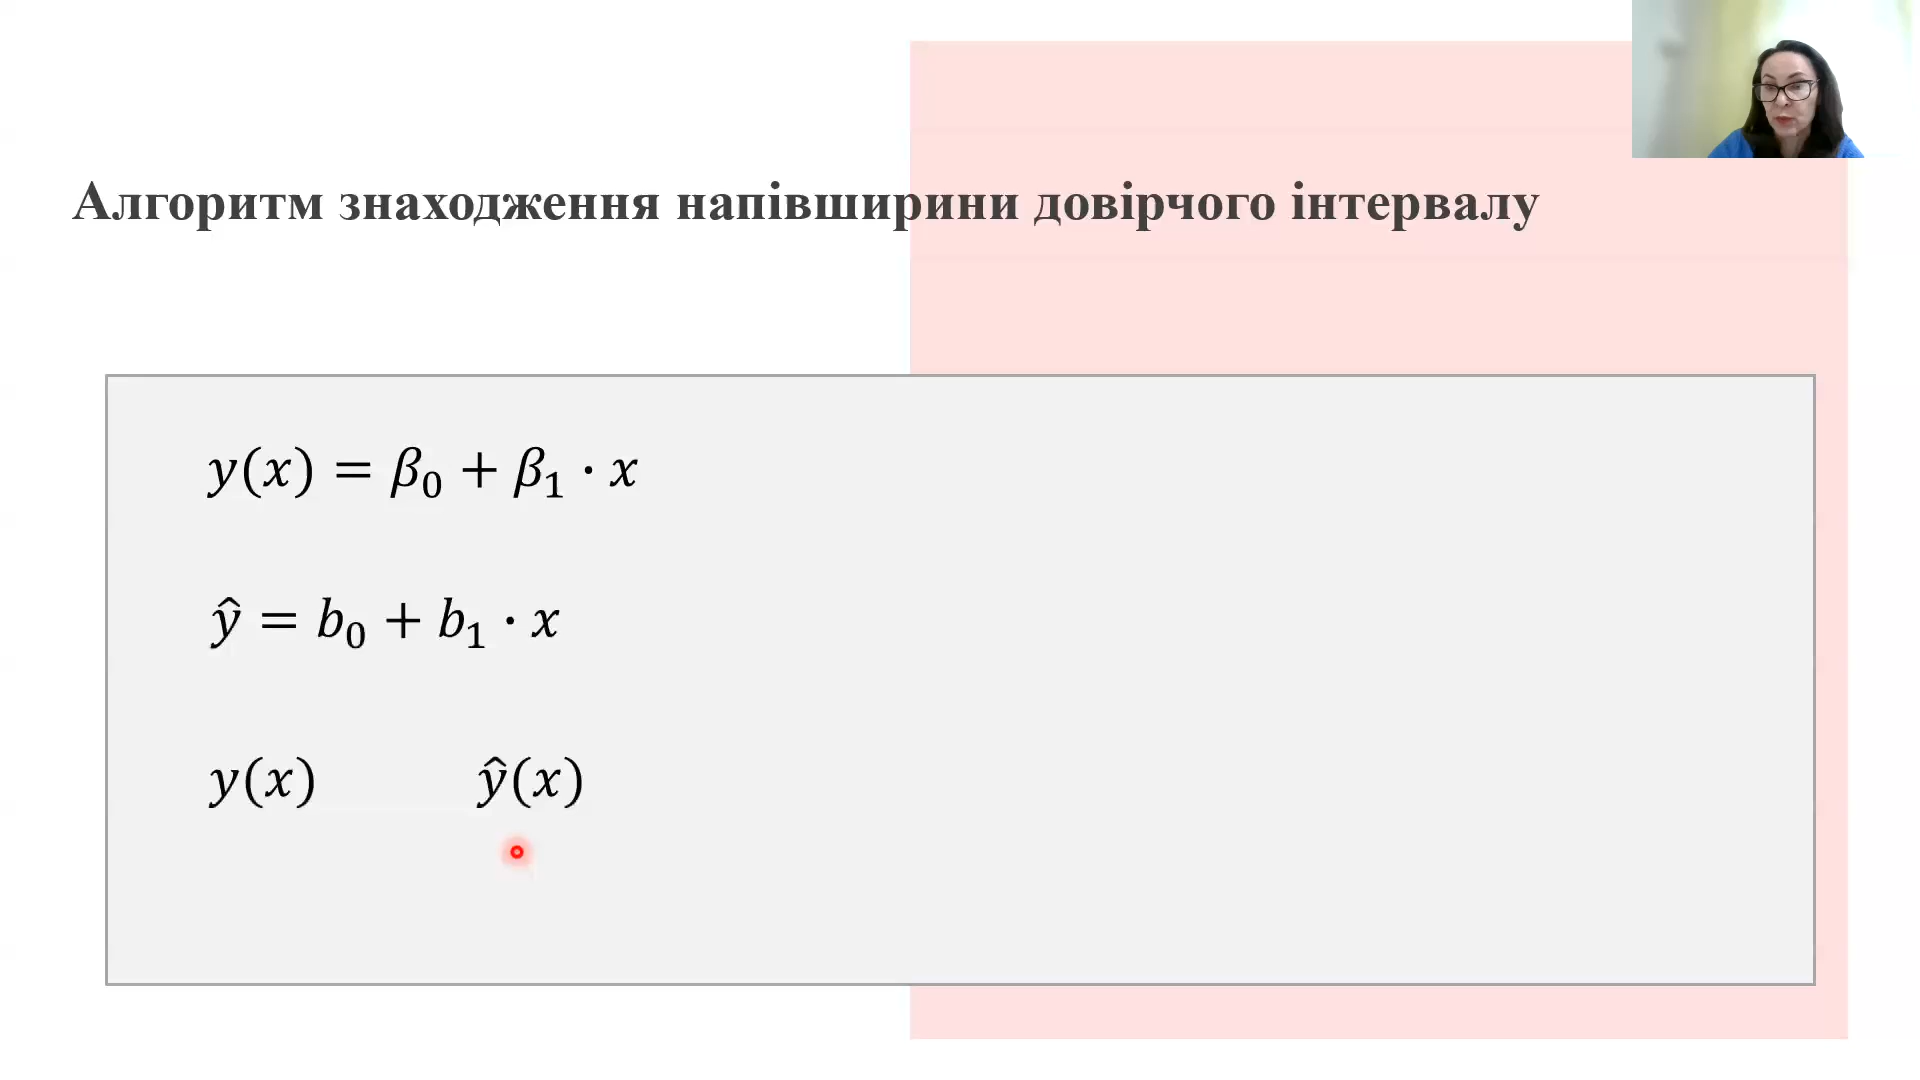 Алгоритм знаходження напівширини довірчого інтервалу
y(x) = β₀ + β₁ · x
ŷ = b₀ + b₁ · x
y(x) ŷ(x)